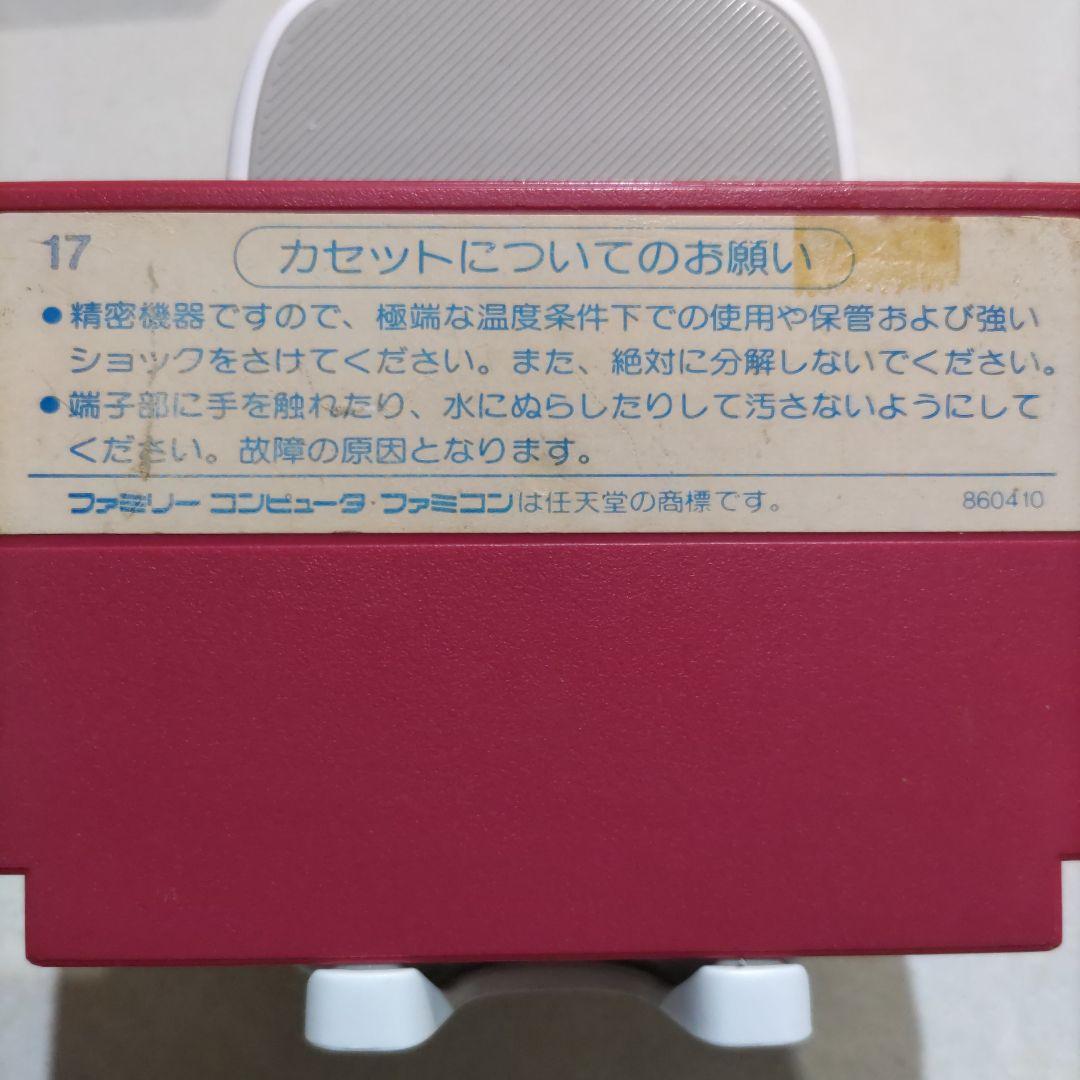 17
カセットについてのお願い
●精密機器ですので、極端な温度条件下での使用や保管および強い
ショックをさけてください。また、絶対に分解しないでください。
●端子部に手を触れたり、水にぬらしたりして汚さないようにして
ください。故障の原因となります。
ファミリーコンピュータ・ファミコンは任天堂の商標です。 860410